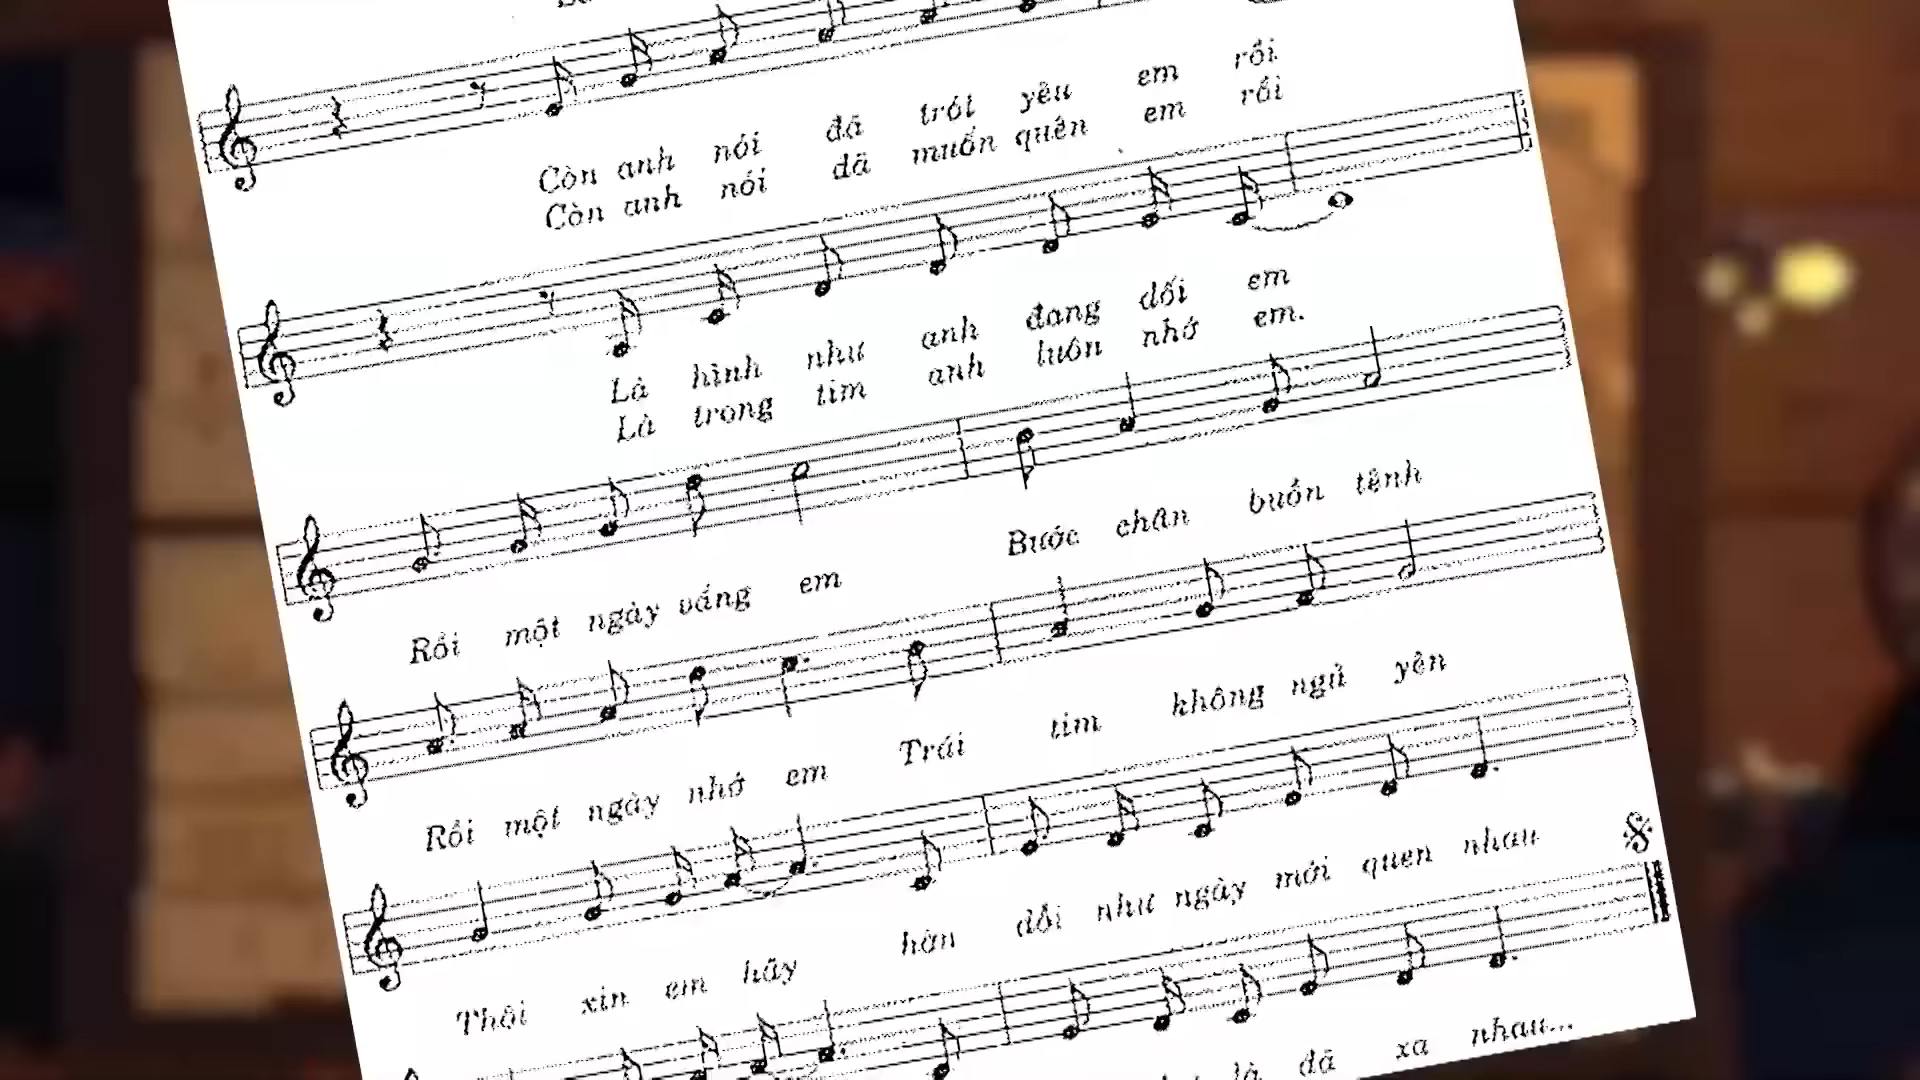 Còn anh nói đã trót yêu em rồi
Còn anh nói đã muốn quên em rồi
Là hình như anh đang dối em
Là trong tim anh luôn nhớ em.
Rồi một ngày vắng em Bước chân buồn tênh
Rồi một ngày nhớ em Trái tim không ngủ yên
Thôi xin em hãy hờn dỗi như ngày mới quen nhau
là đã xa nhau...